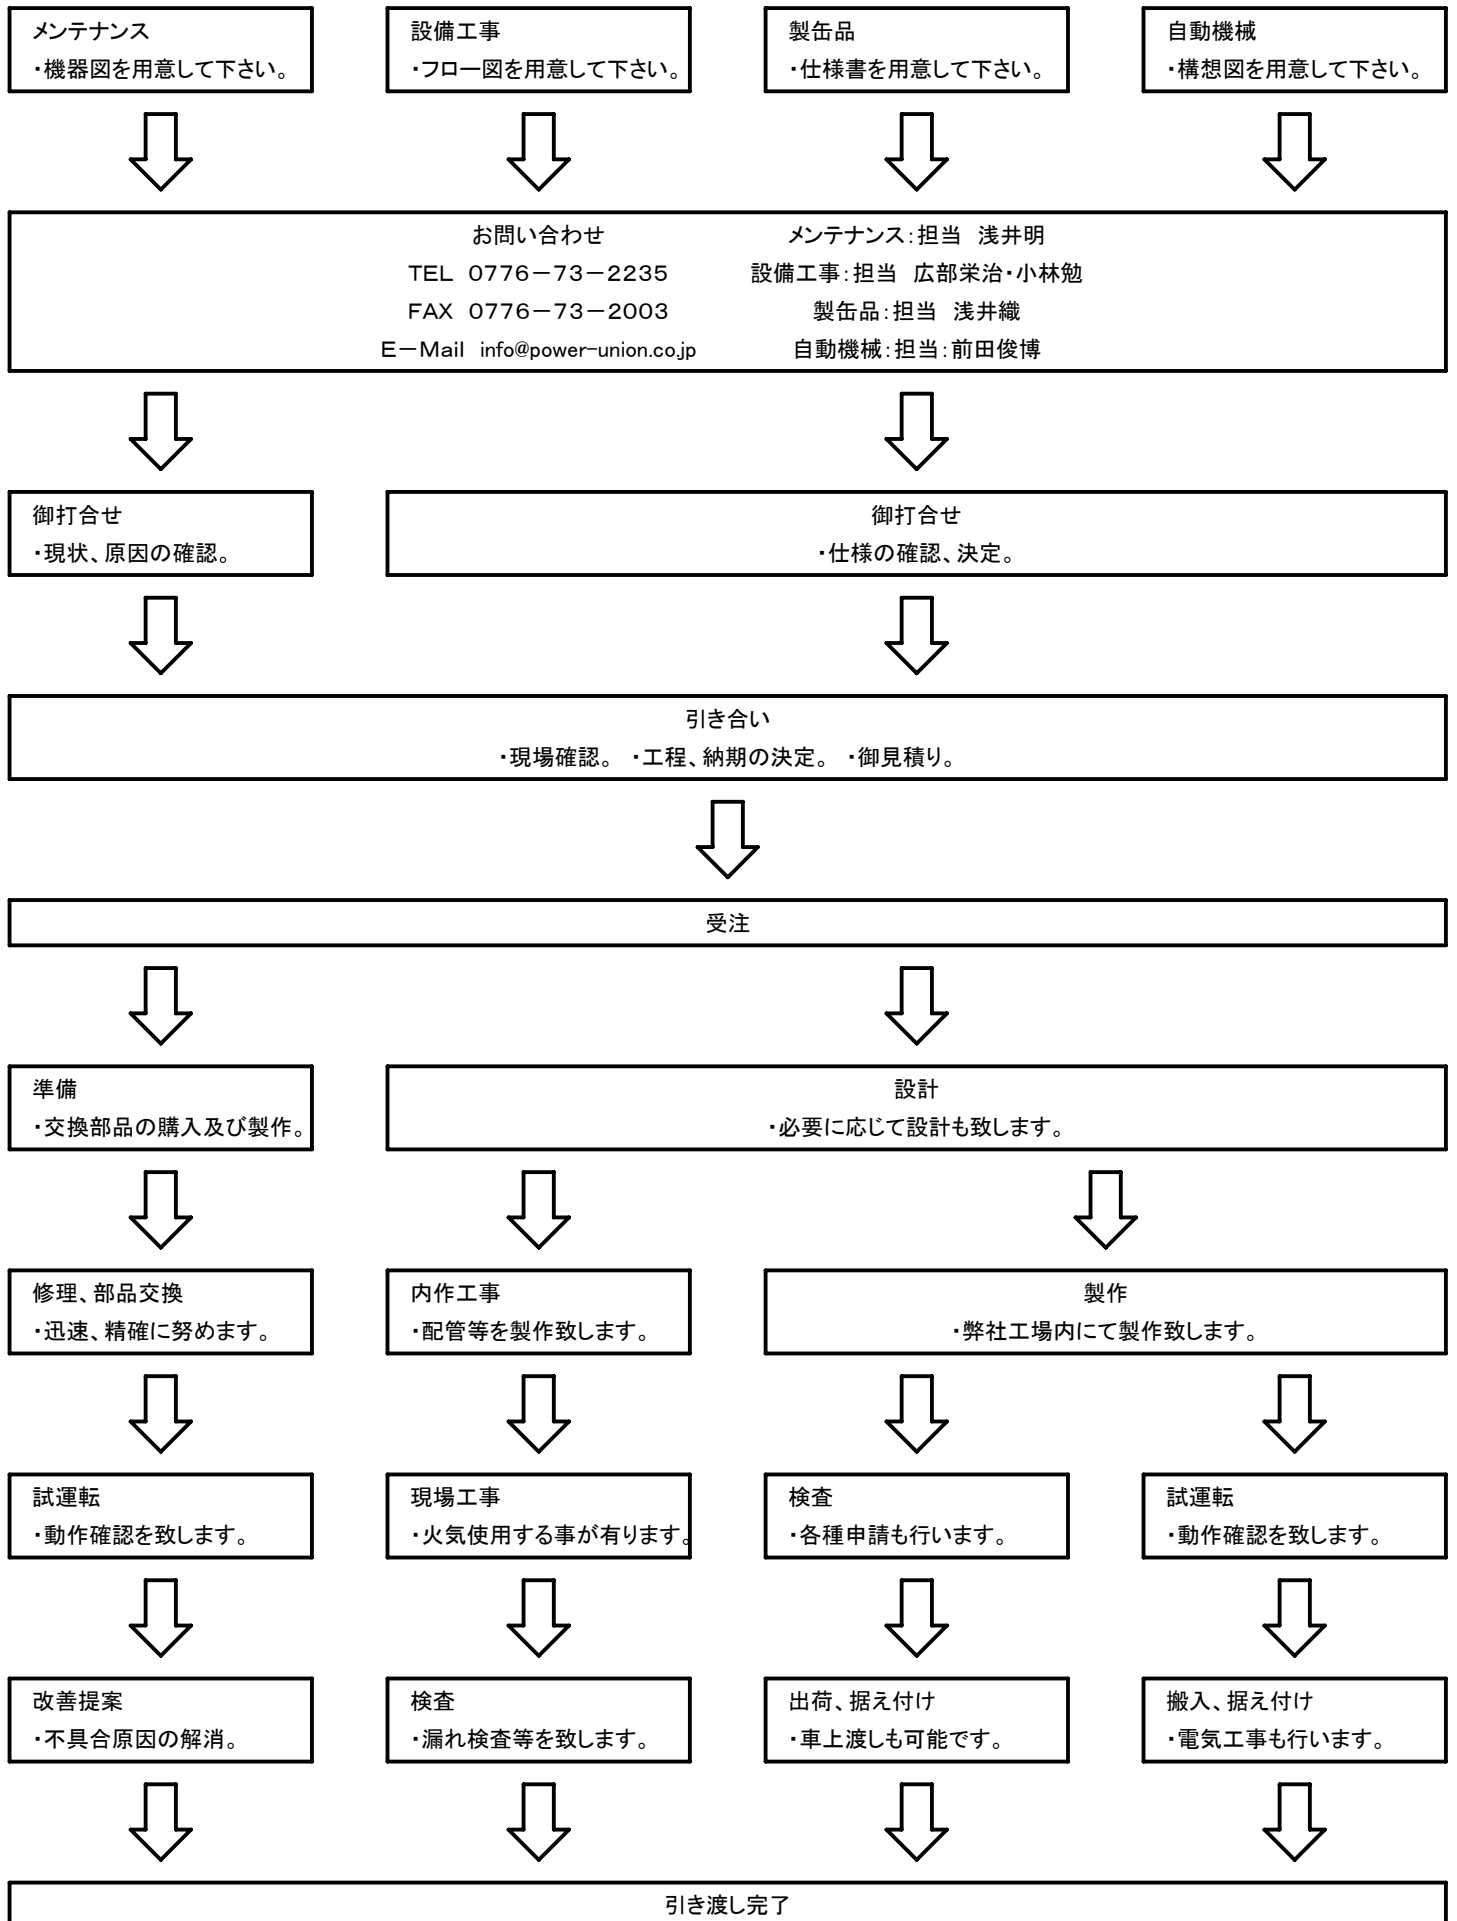 メンテナンス
・機器図を用意して下さい。
設備工事
・フロー図を用意して下さい。
製缶品
・仕様書を用意して下さい。
自動機械
・構想図を用意して下さい。
お問い合わせ
TEL 0776－73－2235
FAX 0776－73－2003
E－Mail info@power-union.co.jp
メンテナンス：担当 浅井明
設備工事：担当 広部栄治・小林勉
製缶品：担当 浅井織
自動機械：担当：前田俊博
御打合せ
・現状、原因の確認。
御打合せ
・仕様の確認、決定。
引き合い
・現場確認。 ・工程、納期の決定。 ・御見積り。
受注
準備
・交換部品の購入及び製作。
設計
・必要に応じて設計も致します。
修理、部品交換
・迅速、精確に努めます。
内作工事
・配管等を製作致します。
製作
・弊社工場内にて製作致します。
試運転
・動作確認を致します。
現場工事
・火気使用する事が有ります。
検査
・各種申請も行います。
試運転
・動作確認を致します。
改善提案
・不具合原因の解消。
検査
・漏れ検査等を致します。
出荷、据え付け
・車上渡しも可能です。
搬入、据え付け
・電気工事も行います。
引き渡し完了